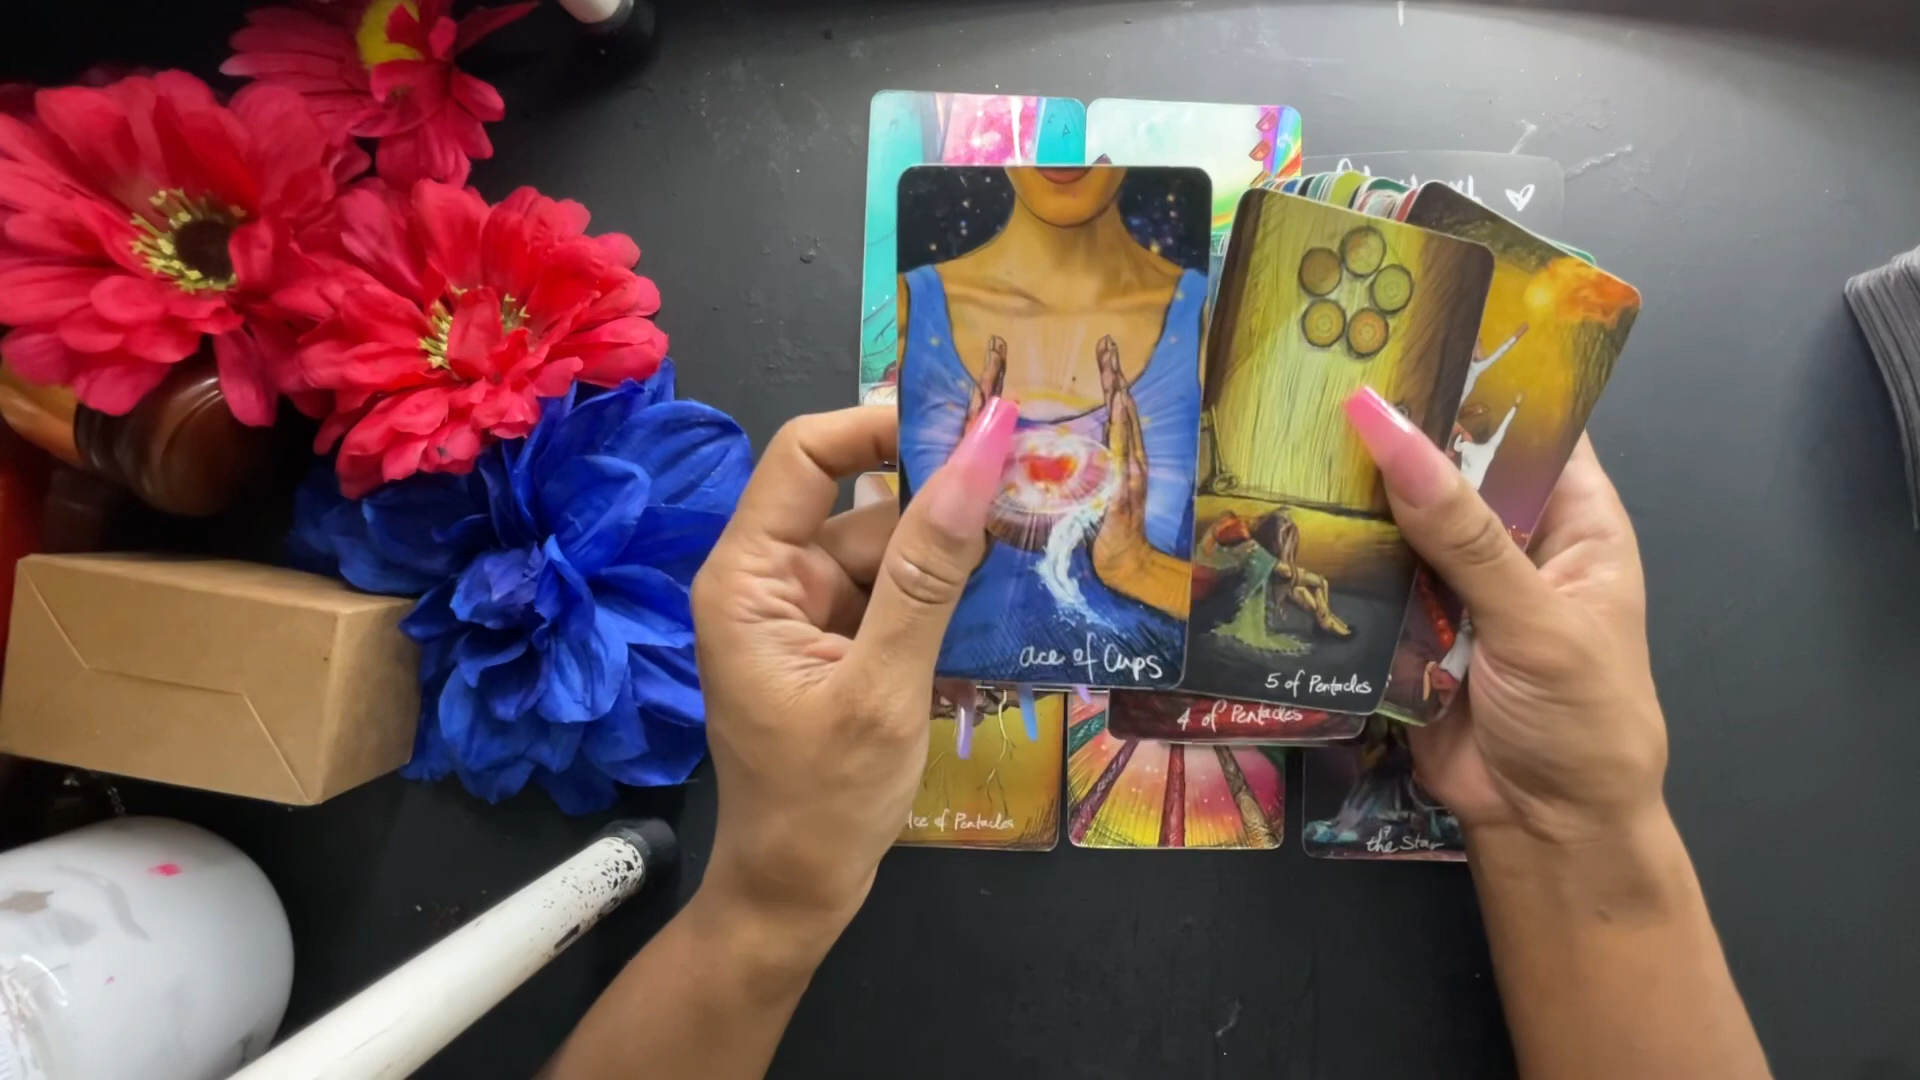 ace of Cups
5 of Pentacles
4 of Pentacles
Ace of Pentacles
the Star